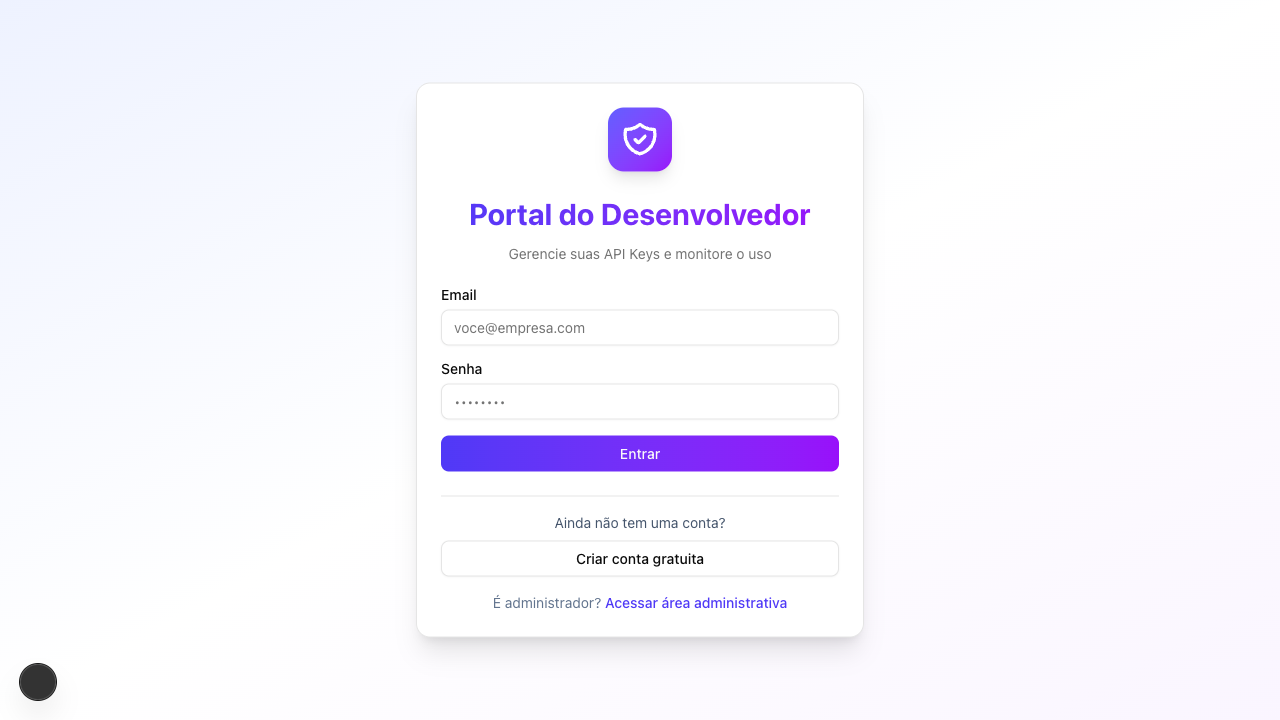 Portal do Desenvolvedor
Gerencie suas API Keys e monitore o uso
Email
voce@empresa.com
Senha
••••••••
Entrar
Ainda não tem uma conta?
Criar conta gratuita
É administrador? Acessar área administrativa